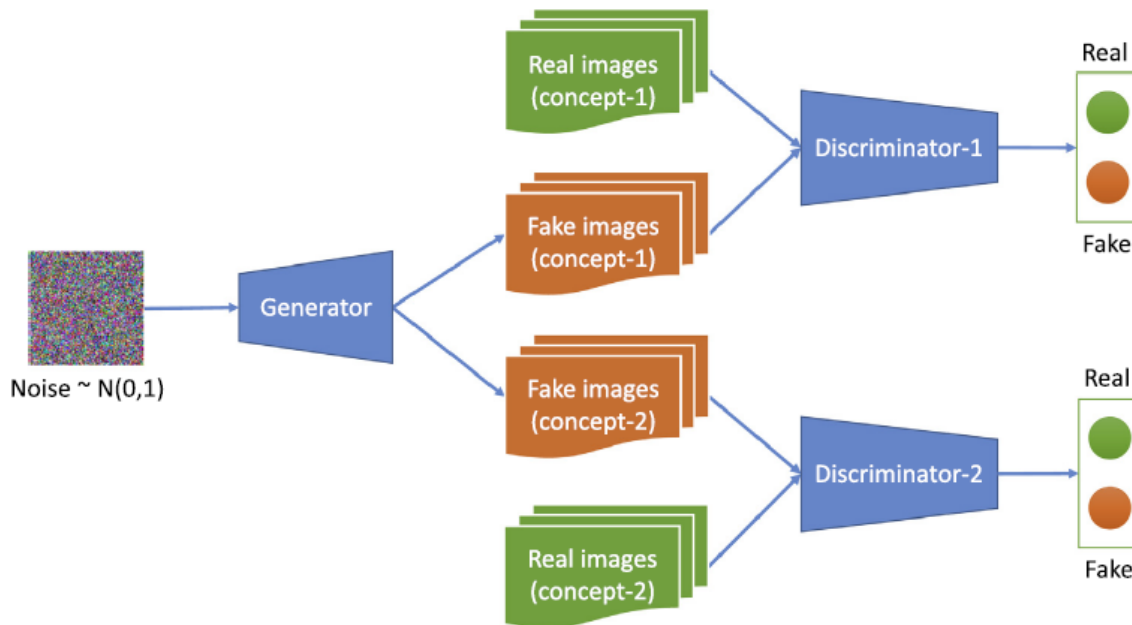 Real images
(concept-1)
Real
Discriminator-1
Fake
Fake images
(concept-1)
Generator
Noise ~ N(0,1)
Fake images
(concept-2)
Real
Discriminator-2
Fake
Real images
(concept-2)